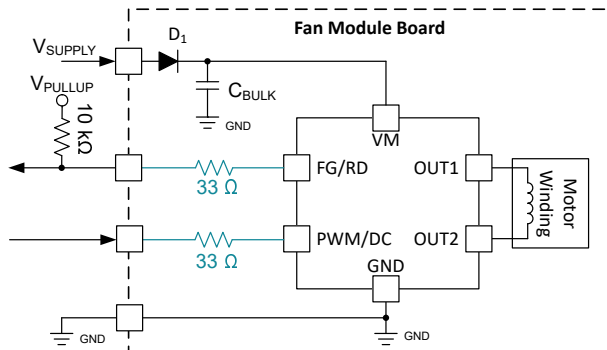 Fan Module Board
VSUPPLY
D1
VPULLUP
CBULK
GND
10 kΩ
VM
FG/RD
OUT1
33 Ω
Motor
Winding
PWM/DC
OUT2
33 Ω
GND
GND
GND